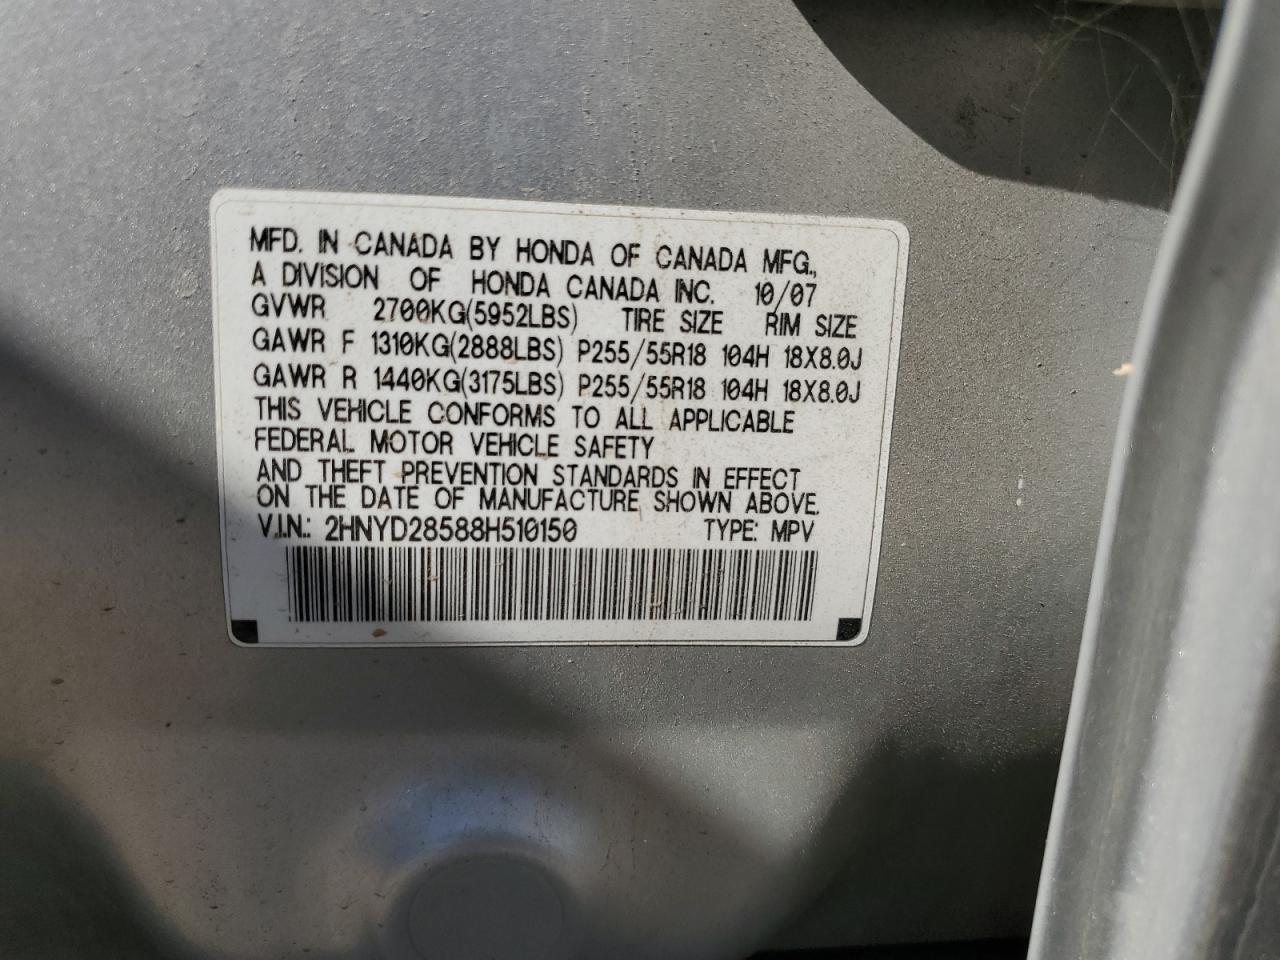 MFD. IN CANADA BY HONDA OF CANADA MFG.,
A DIVISION OF HONDA CANADA INC. 10/07
GVWR 2700KG(5952LBS) TIRE SIZE RIM SIZE
GAWR F 1310KG(2888LBS) P255/55R18 104H 18X8.0J
GAWR R 1440KG(3175LBS) P255/55R18 104H 18X8.0J
THIS VEHICLE CONFORMS TO ALL APPLICABLE
FEDERAL MOTOR VEHICLE SAFETY
AND THEFT PREVENTION STANDARDS IN EFFECT
ON THE DATE OF MANUFACTURE SHOWN ABOVE.
V.I.N.: 2HNYD28588H510150 TYPE: MPV